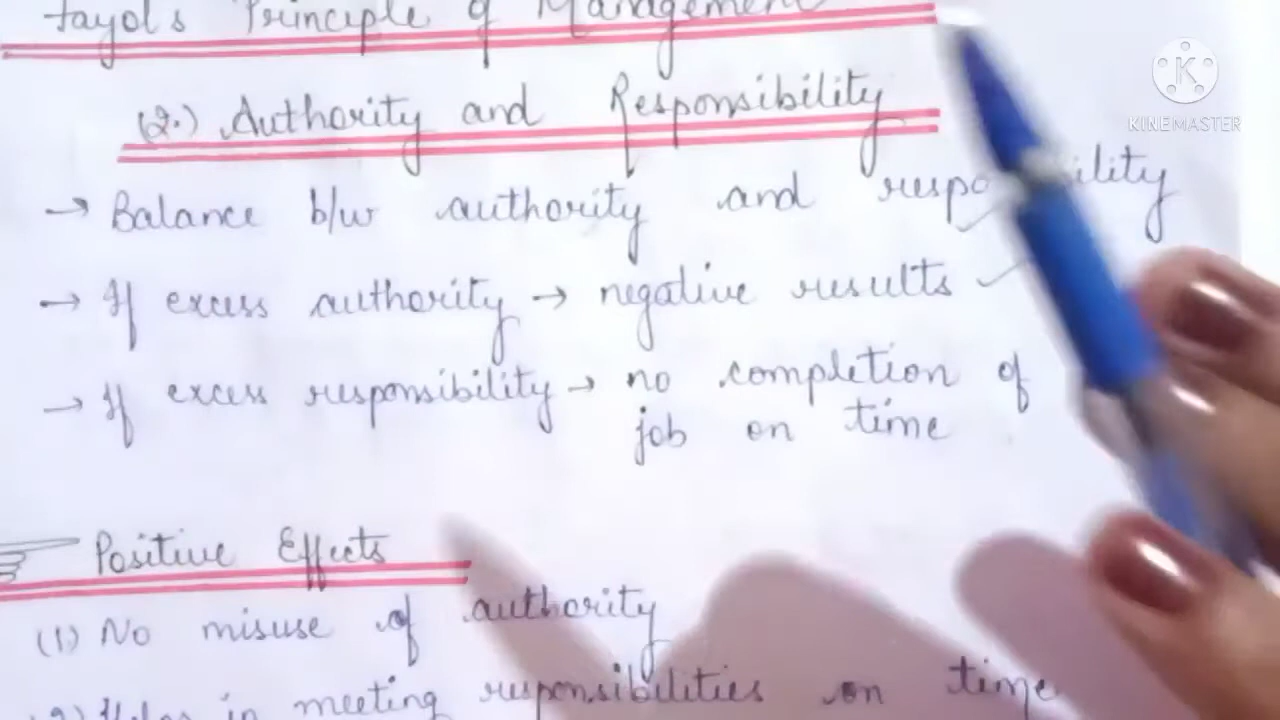 Fayol's Principle of Management
(2.) Authority and Responsibility
→ Balance b/w authority and responsibility
→ If excess authority → negative results
→ If excess responsibility → no completion of
job on time
Positive Effects
(1) No misuse of authority
(2) Helps in meeting responsibilities on time
K
KINEMASTER